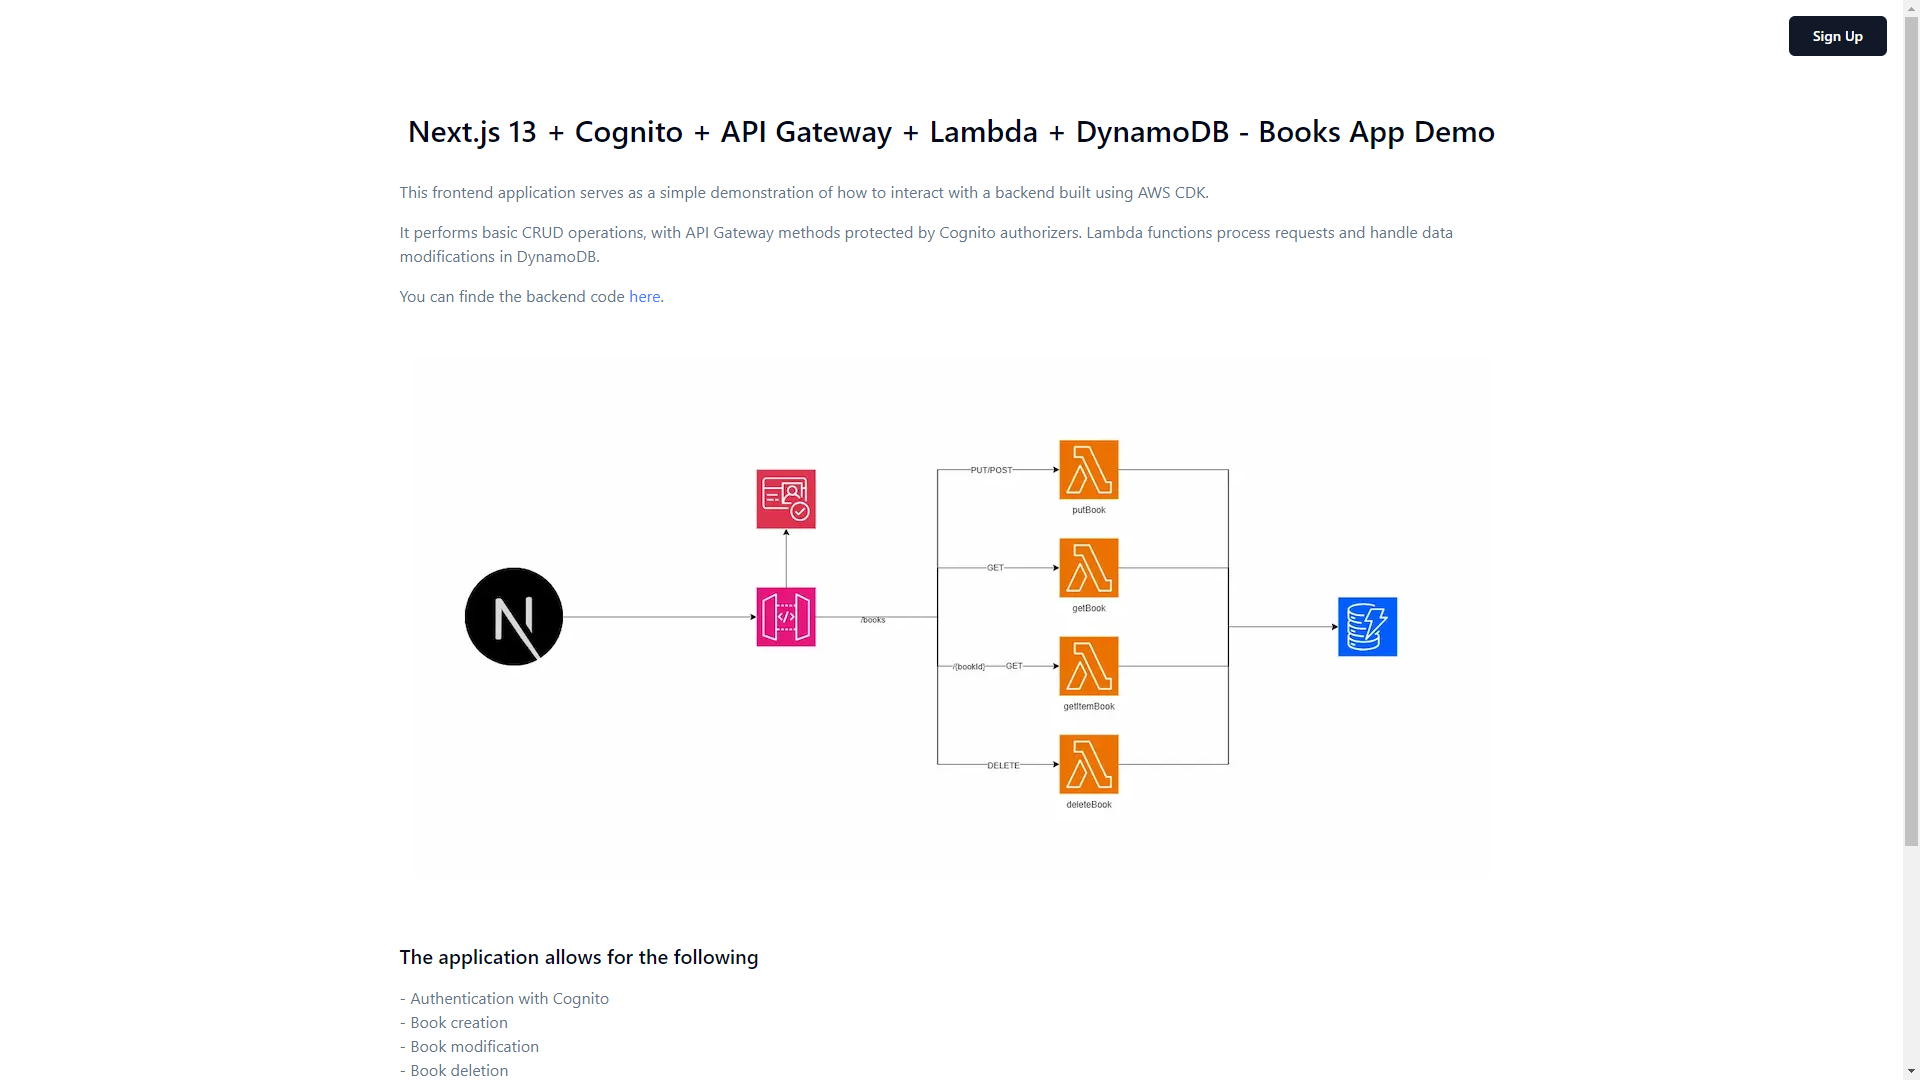 Sign Up
Next.js 13 + Cognito + API Gateway + Lambda + DynamoDB - Books App Demo
This frontend application serves as a simple demonstration of how to interact with a backend built using AWS CDK.
It performs basic CRUD operations, with API Gateway methods protected by Cognito authorizers. Lambda functions process requests and handle data
modifications in DynamoDB.
You can finde the backend code here.
PUT/POST
putBook
GET
getBook
/books
/{bookId}
GET
getItemBook
DELETE
deleteBook
The application allows for the following
- Authentication with Cognito
- Book creation
- Book modification
- Book deletion